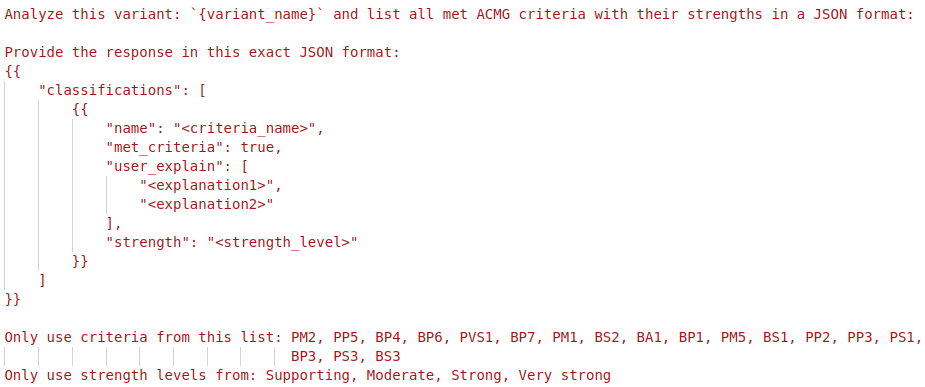 Analyze this variant: `{variant_name}` and list all met ACMG criteria with their strengths in a JSON format:
Provide the response in this exact JSON format:
{{
"classifications": [
{{
"name": "<criteria_name>",
"met_criteria": true,
"user_explain": [
"<explanation1>",
"<explanation2>"
],
"strength": "<strength_level>"
}}
]
}}
Only use criteria from this list: PM2, PP5, BP4, BP6, PVS1, BP7, PM1, BS2, BA1, BP1, PM5, BS1, PP2, PP3, PS1,
BP3, PS3, BS3
Only use strength levels from: Supporting, Moderate, Strong, Very strong